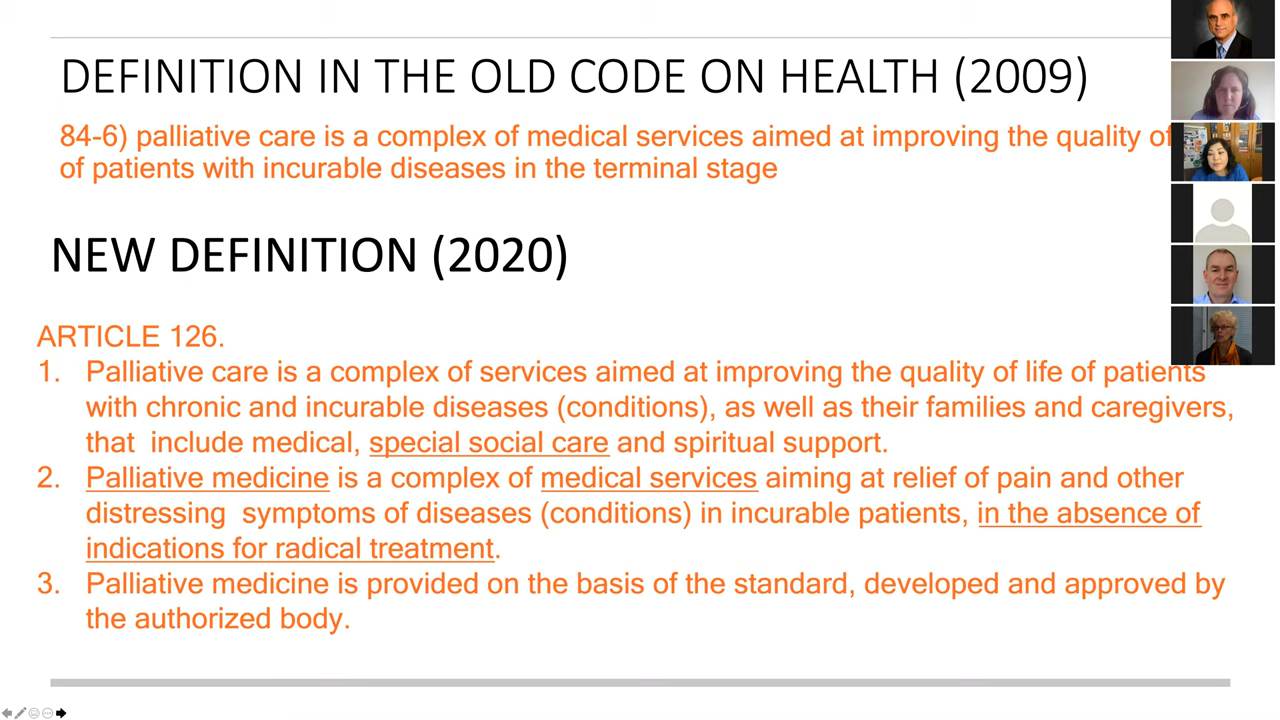 DEFINITION IN THE OLD CODE ON HEALTH (2009)
84-6) palliative care is a complex of medical services aimed at improving the quality of
of patients with incurable diseases in the terminal stage
NEW DEFINITION (2020)
ARTICLE 126.
1. Palliative care is a complex of services aimed at improving the quality of life of patients
with chronic and incurable diseases (conditions), as well as their families and caregivers,
that include medical, special social care and spiritual support.
2. Palliative medicine is a complex of medical services aiming at relief of pain and other
distressing symptoms of diseases (conditions) in incurable patients, in the absence of
indications for radical treatment.
3. Palliative medicine is provided on the basis of the standard, developed and approved by
the authorized body.